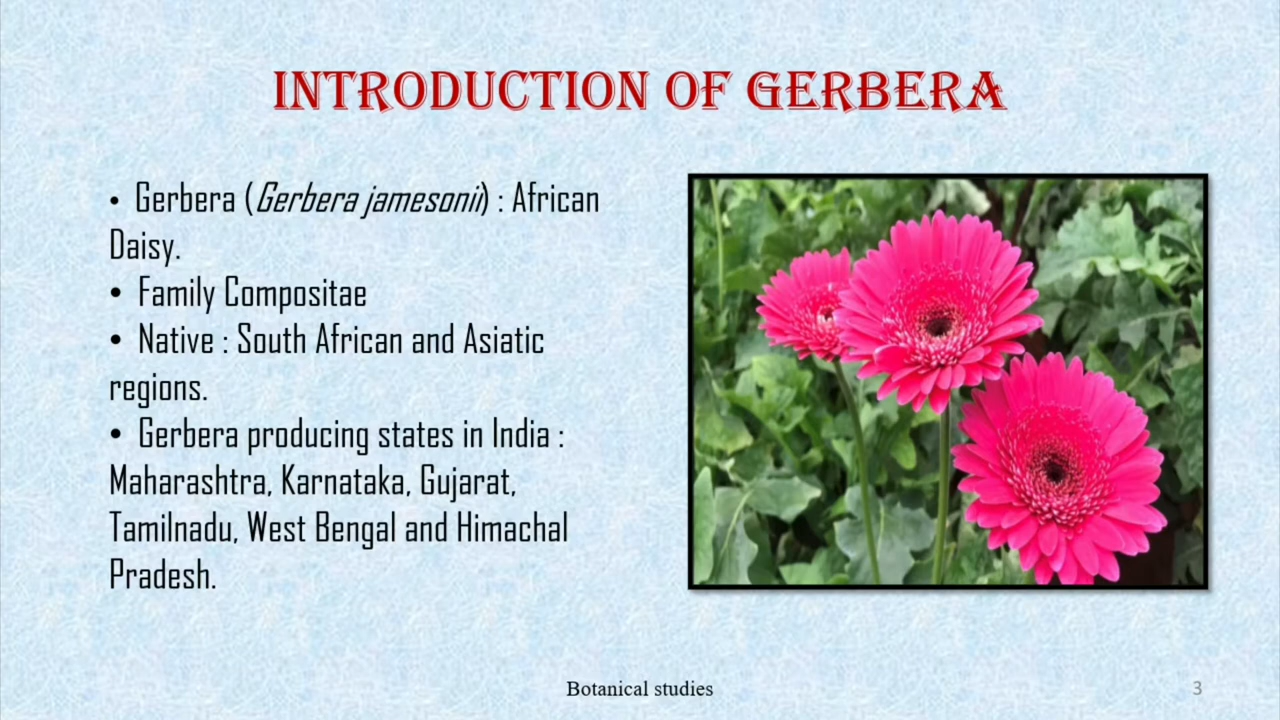 INTRODUCTION OF GERBERA
• Gerbera (Gerbera jamesonii) : African
Daisy.
• Family Compositae
• Native : South African and Asiatic
regions.
• Gerbera producing states in India :
Maharashtra, Karnataka, Gujarat,
Tamilnadu, West Bengal and Himachal
Pradesh.
Botanical studies
3